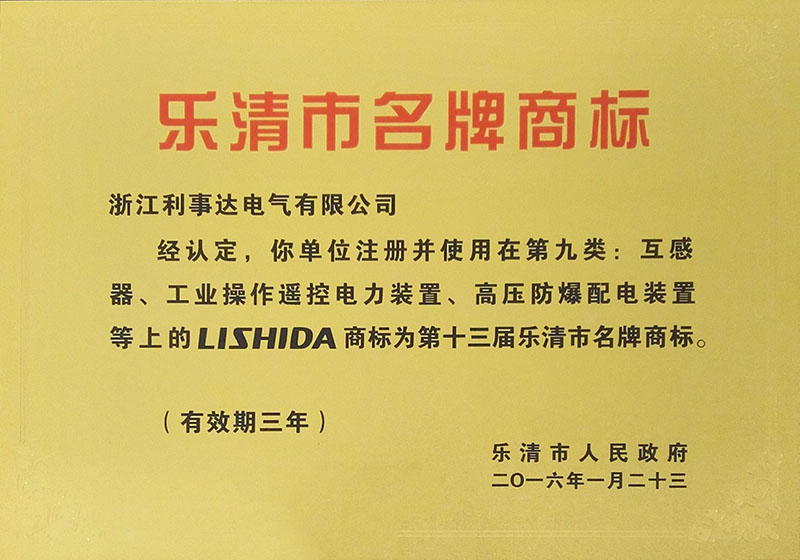 乐清市名牌商标
浙江利事达电气有限公司
经认定，你单位注册并使用在第九类：互感
器、工业操作遥控电力装置、高压防爆配电装置
等上的LISHIDA商标为第十三届乐清市名牌商标。
（有效期三年）
乐清市人民政府
二〇一六年一月二十三